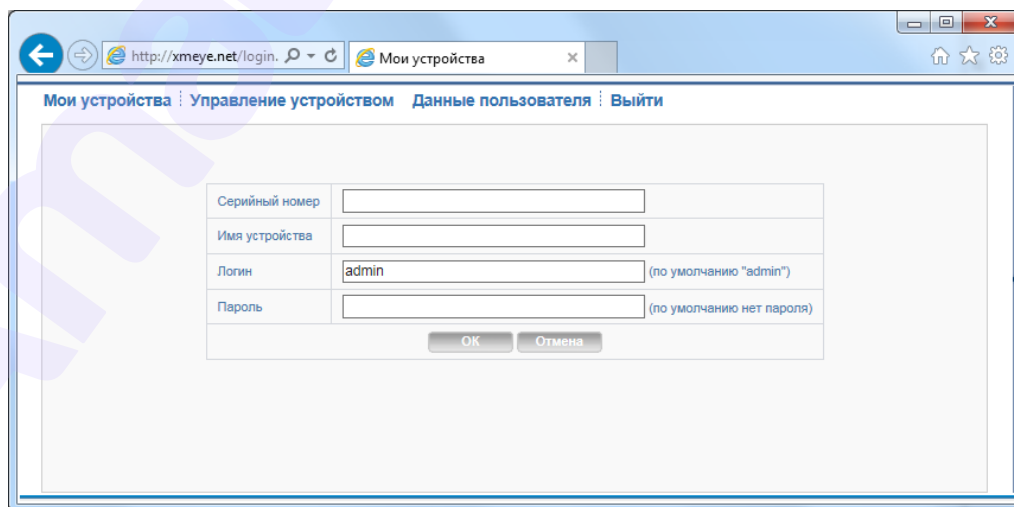 http://xmeye.net/login.
Мои устройства
Мои устройства Управление устройством Данные пользователя Выйти
Серийный номер
Имя устройства
Логин admin (по умолчанию "admin")
Пароль (по умолчанию нет пароля)
ОК Отмена